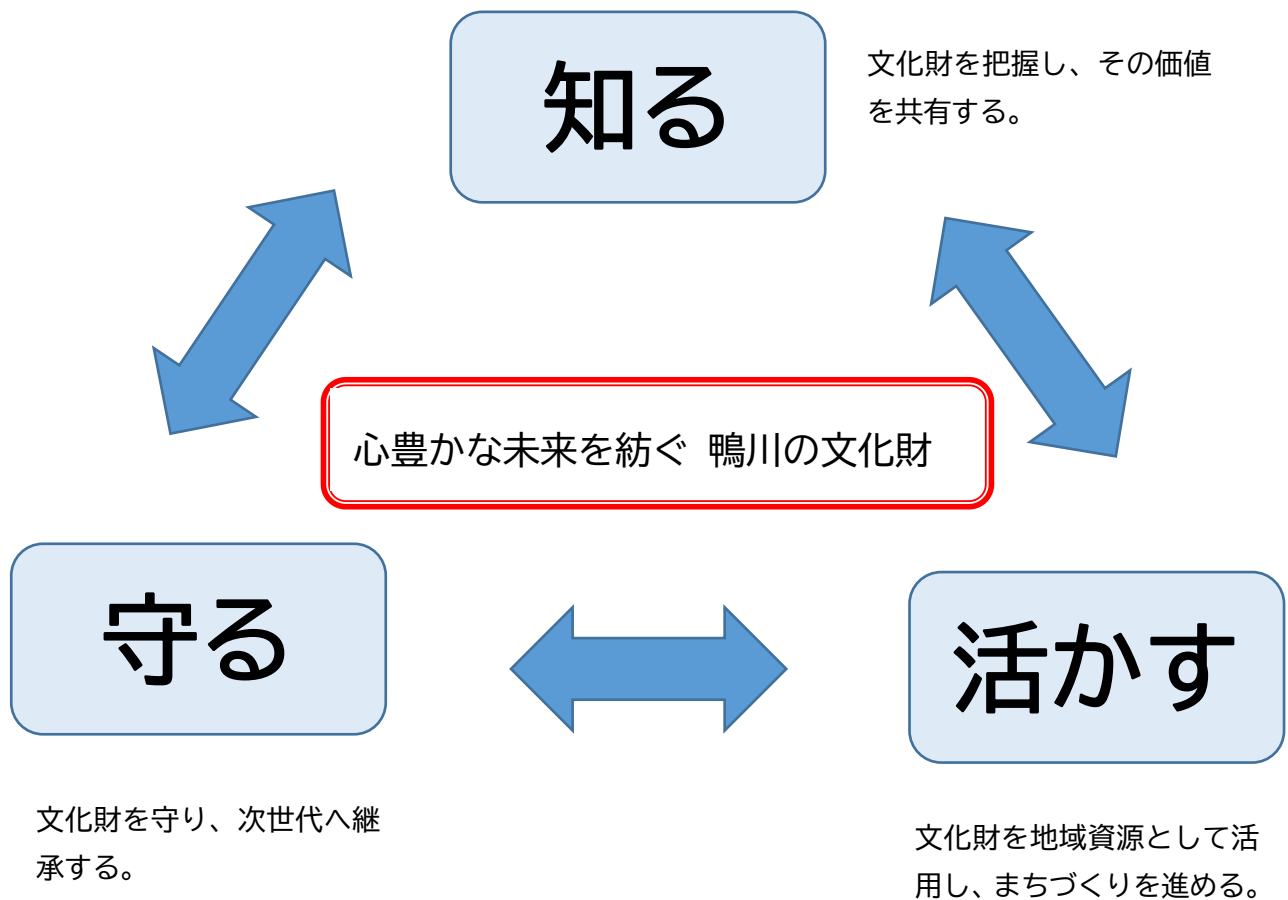 知る
文化財を把握し、その価値
を共有する。
心豊かな未来を紡ぐ 鴨川の文化財
守る
文化財を守り、次世代へ継
承する。
活かす
文化財を地域資源として活
用し、まちづくりを進める。